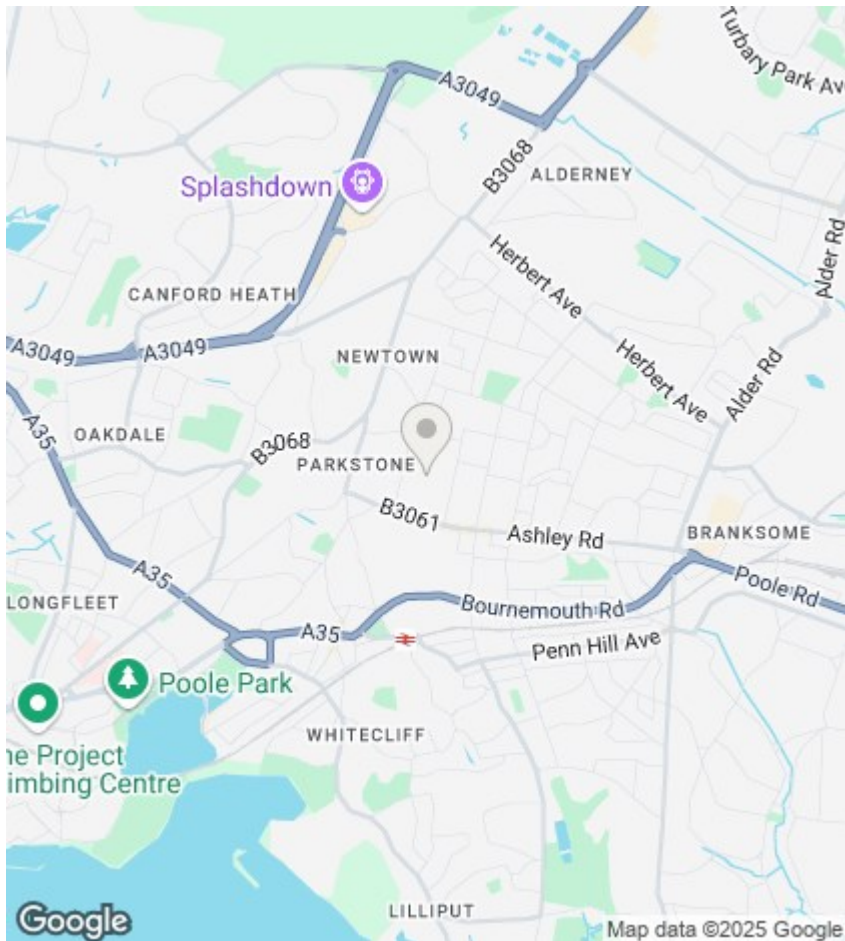 Turbary Park Av
A3049
B3068
ALDERNEY
Splashdown
Alder Rd
Herbert Ave
CANFORD HEATH
A3049
A3049
NEWTOWN
Herbert Ave
Alder Rd
A35
OAKDALE
B3068
PARKSTONE
B3061
Ashley Rd
BRANKSOME
A35
Poole Rd
LONGFLEET
Bournemouth Rd
A35
Penn Hill Ave
Poole Park
WHITECLIFF
ne Project
imbing Centre
LILLIPUT
Google
Map data ©2025 Google